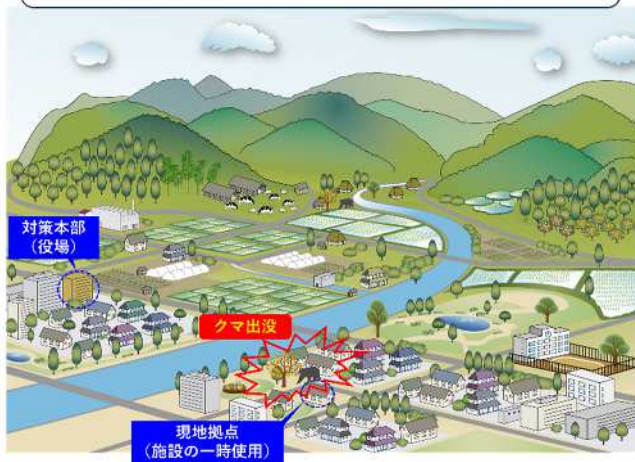 対策本部
(役場)
クマ出没
現地拠点
(施設の一時使用)